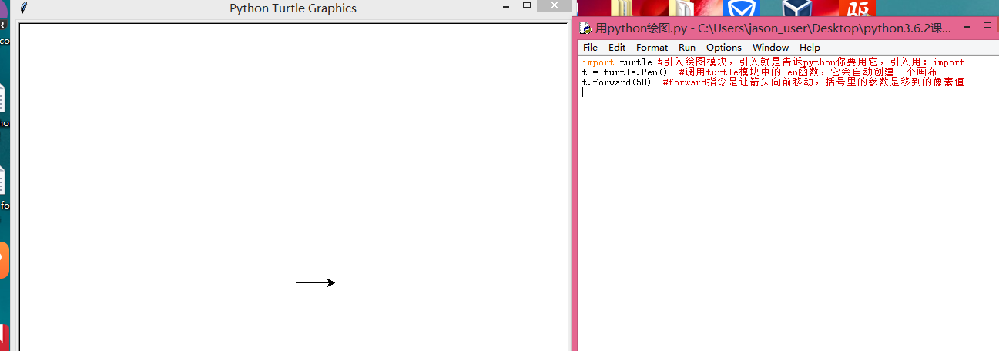 Python Turtle Graphics
用python绘图.py - C:\Users\jason_user\Desktop\python3.6.2课...
File Edit Format Run Options Window Help
import turtle #引入绘图模块，引入就是告诉python你要用它，引入用：import
t = turtle.Pen()  #调用turtle模块中的Pen函数，它会自动创建一个画布
t.forward(50)  #forward指令是让箭头向前移动，括号里的参数是移到的像素值
R
co
no
fo